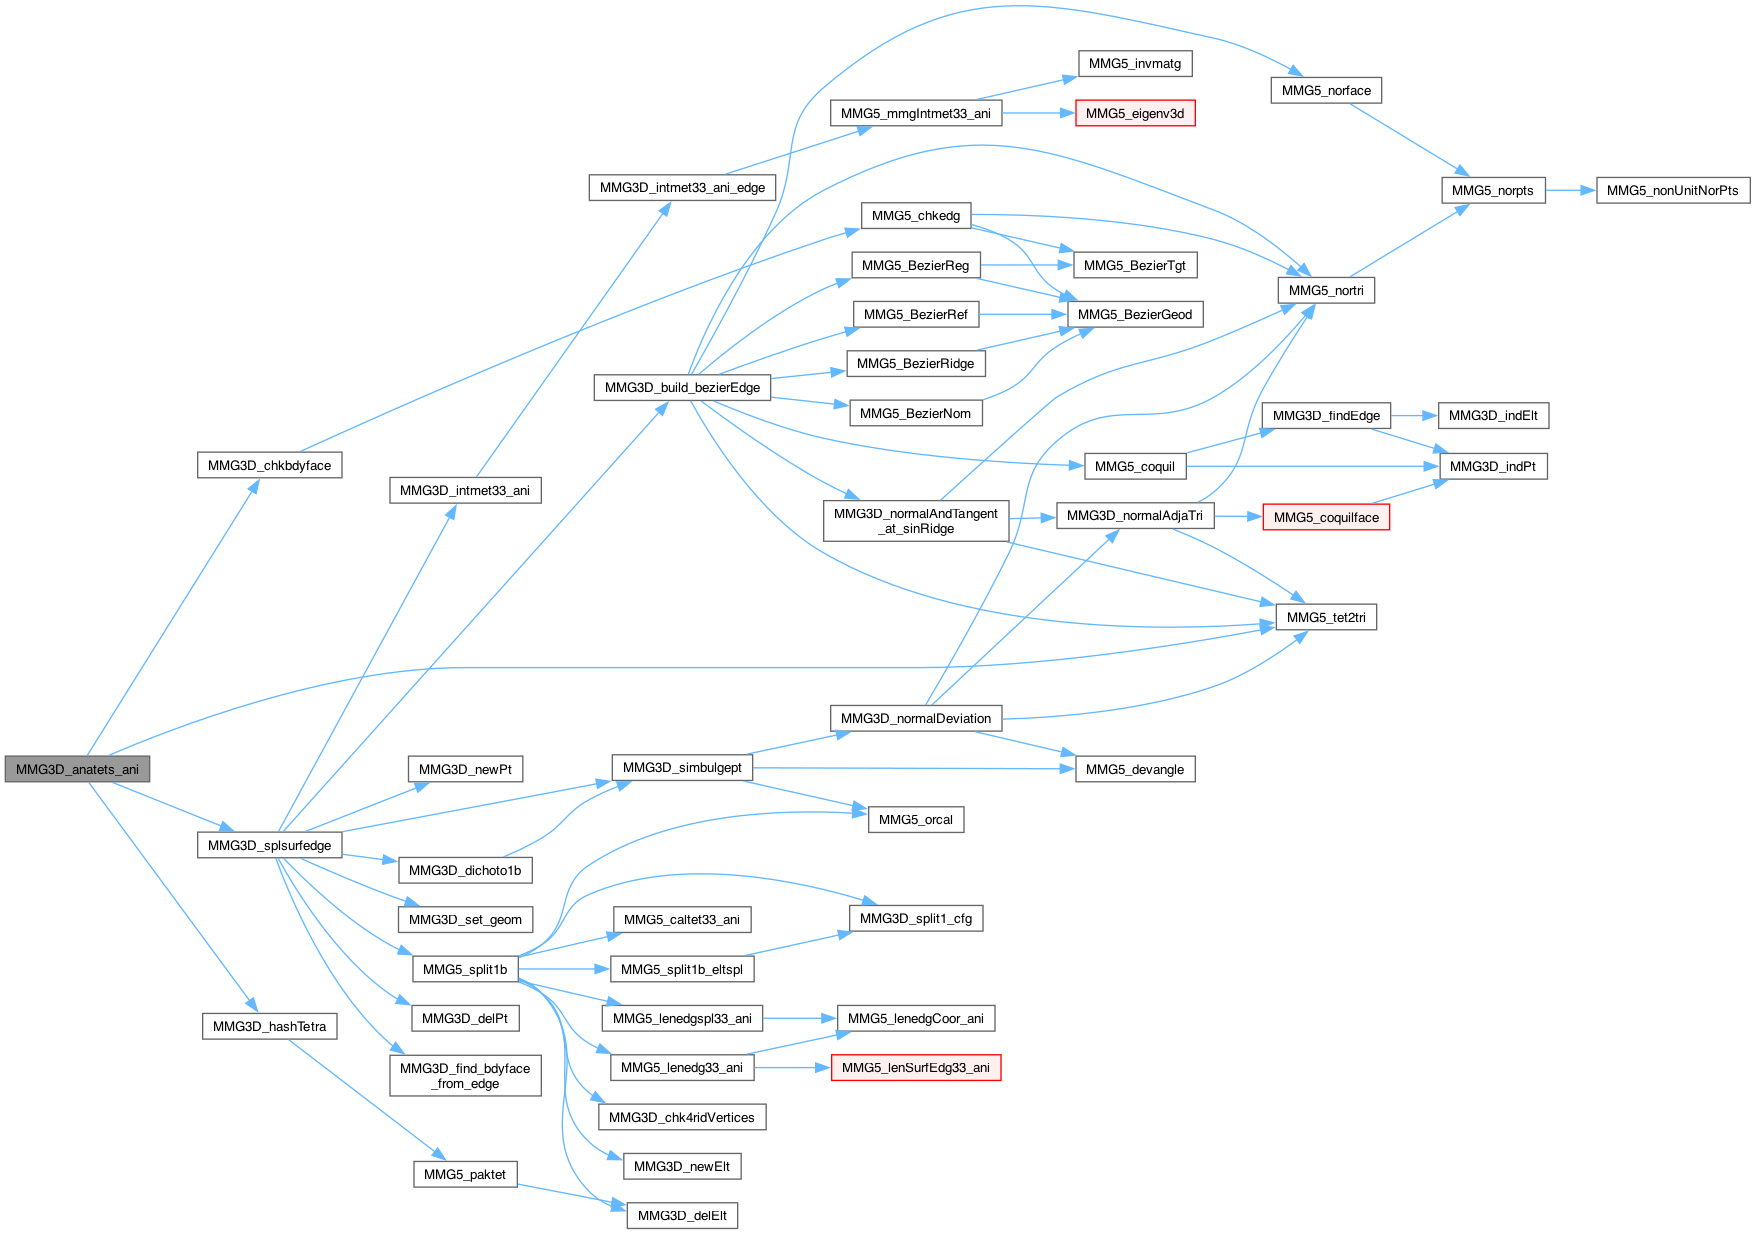 MMG5_invmatg
MMG5_norface
MMG5_mmgIntmet33_ani
MMG5_eigenv3d
MMG3D_intmet33_ani_edge
MMG5_norpts
MMG5_nonUnitNorPts
MMG5_chkedg
MMG5_BezierReg
MMG5_BezierTgt
MMG5_nortri
MMG5_BezierRef
MMG5_BezierGeod
MMG5_BezierRidge
MMG3D_build_bezierEdge
MMG5_BezierNom
MMG3D_findEdge
MMG3D_indElt
MMG3D_chkbdyface
MMG5_coquil
MMG3D_indPt
MMG3D_intmet33_ani
MMG3D_normalAndTangent
_at_sinRidge
MMG3D_normalAdjaTri
MMG5_coquilface
MMG5_tet2tri
MMG3D_normalDeviation
MMG3D_anatets_ani
MMG3D_newPt
MMG3D_simbulgept
MMG5_devangle
MMG5_orcal
MMG3D_splsurfedge
MMG3D_dichoto1b
MMG3D_set_geom
MMG5_caltet33_ani
MMG3D_split1_cfg
MMG5_split1b
MMG5_split1b_eltspl
MMG3D_delPt
MMG5_lenedgspl33_ani
MMG5_lenedgCoor_ani
MMG3D_hashTetra
MMG3D_find_bdyface
_from_edge
MMG5_lenedg33_ani
MMG5_lenSurfEdg33_ani
MMG3D_chk4ridVertices
MMG5_paktet
MMG3D_newElt
MMG3D_delElt